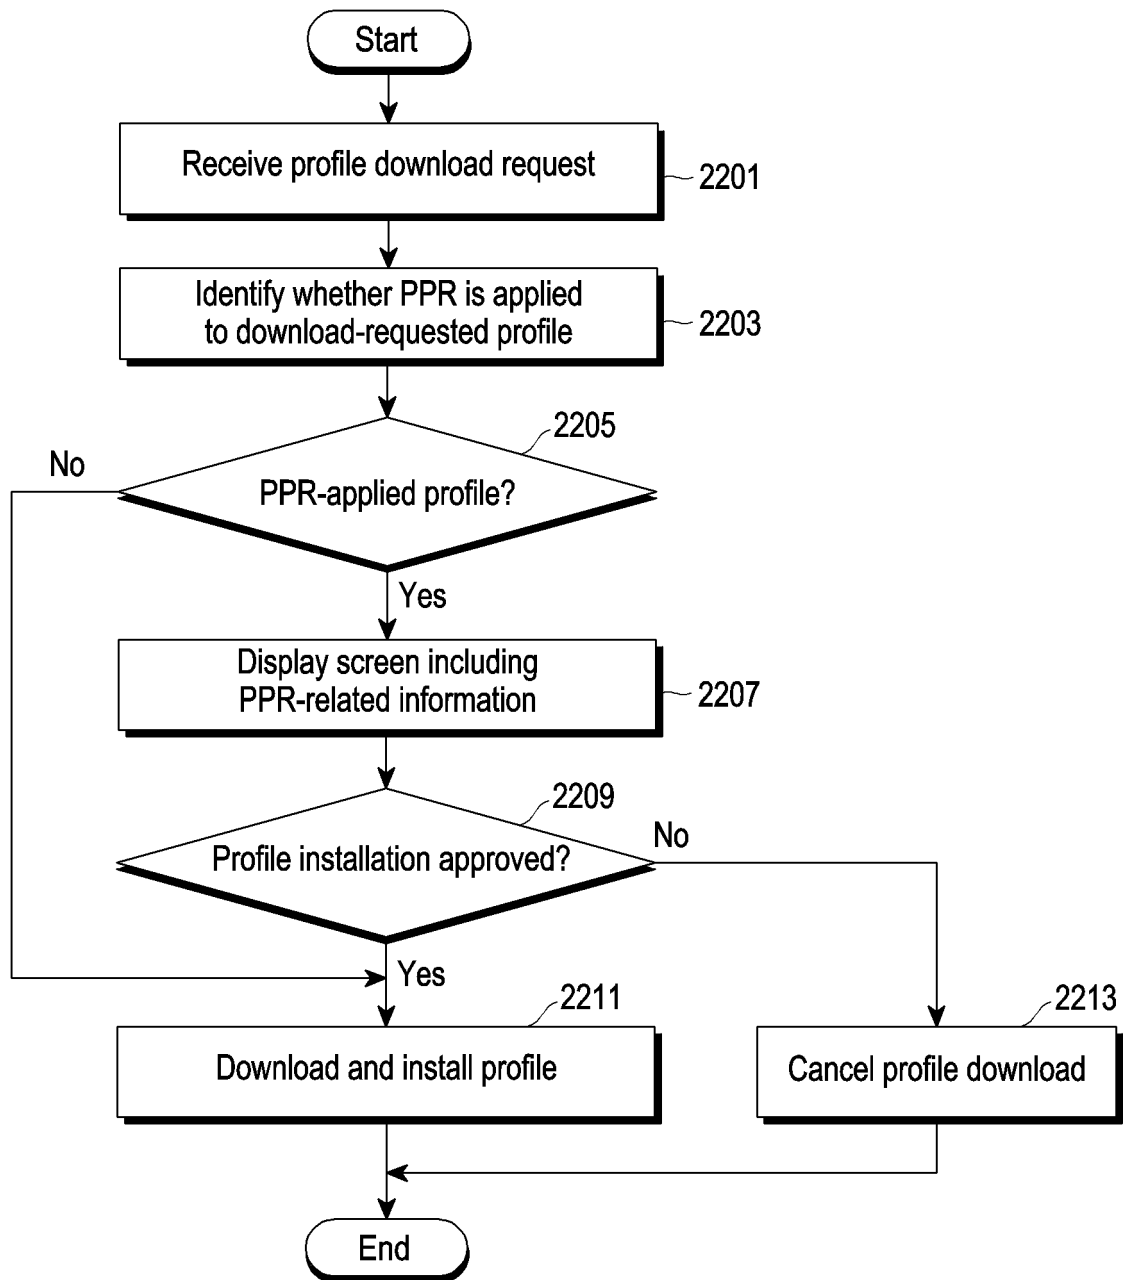 Start
Receive profile download request
2201
Identify whether PPR is applied
to download-requested profile
2203
2205
No
PPR-applied profile?
Yes
Display screen including
PPR-related information
2207
2209
No
Profile installation approved?
Yes
2211
2213
Download and install profile
Cancel profile download
End